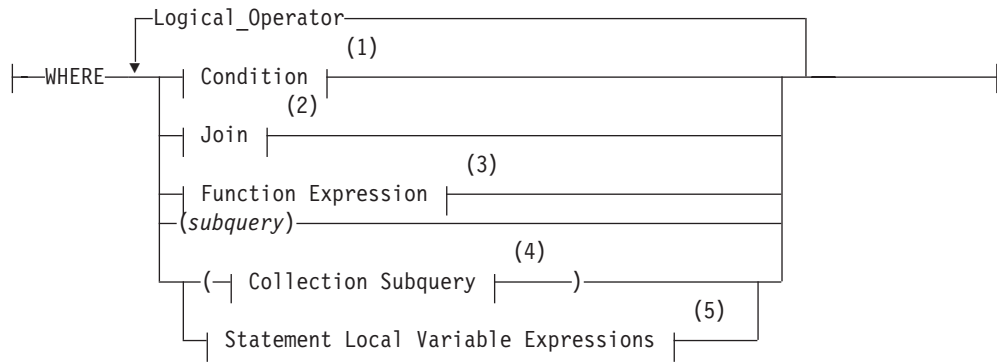 Logical_Operator
(1)
WHERE Condition
(2)
Join
(3)
Function Expression
(subquery)
(4)
( Collection Subquery )
(5)
Statement Local Variable Expressions